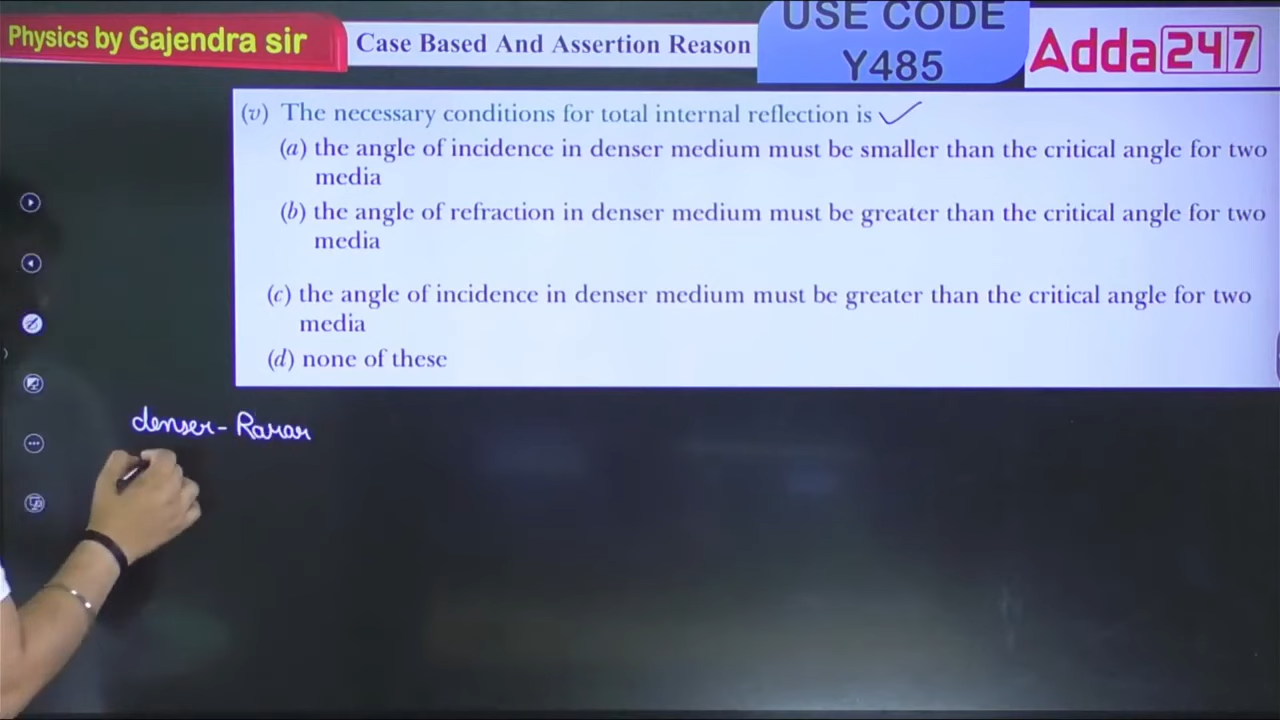 Physics by Gajendra sir
Case Based And Assertion Reason
USE CODE
Y485
Adda247
(v) The necessary conditions for total internal reflection is
(a) the angle of incidence in denser medium must be smaller than the critical angle for two
media
(b) the angle of refraction in denser medium must be greater than the critical angle for two
media
(c) the angle of incidence in denser medium must be greater than the critical angle for two
media
(d) none of these
denser - Rarar